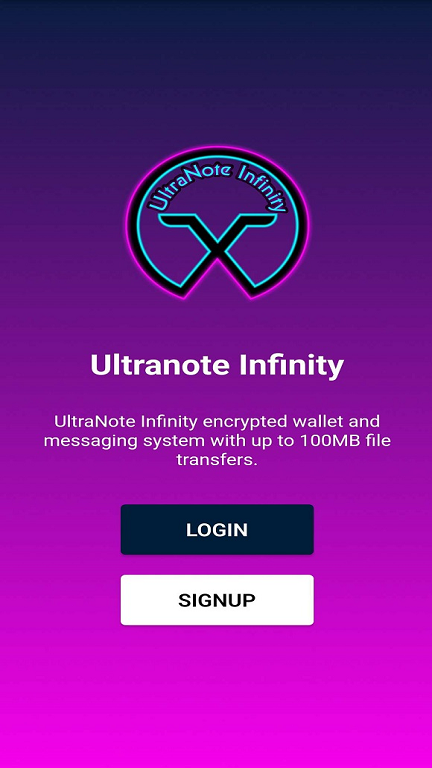 UltraNote Infinity
Ultranote Infinity
UltraNote Infinity encrypted wallet and
messaging system with up to 100MB file
transfers.
LOGIN
SIGNUP